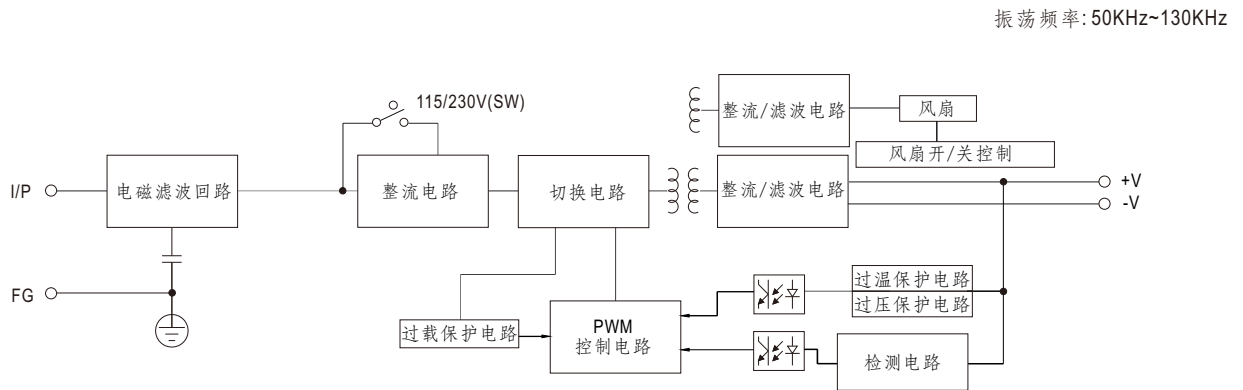 振荡频率: 50KHz~130KHz
115/230V(SW)
整流/滤波电路
风扇
风扇开/关控制
I/P
电磁滤波回路
整流电路
切换电路
整流/滤波电路
+V
-V
FG
过载保护电路
PWM
控制电路
过温保护电路
过压保护电路
检测电路